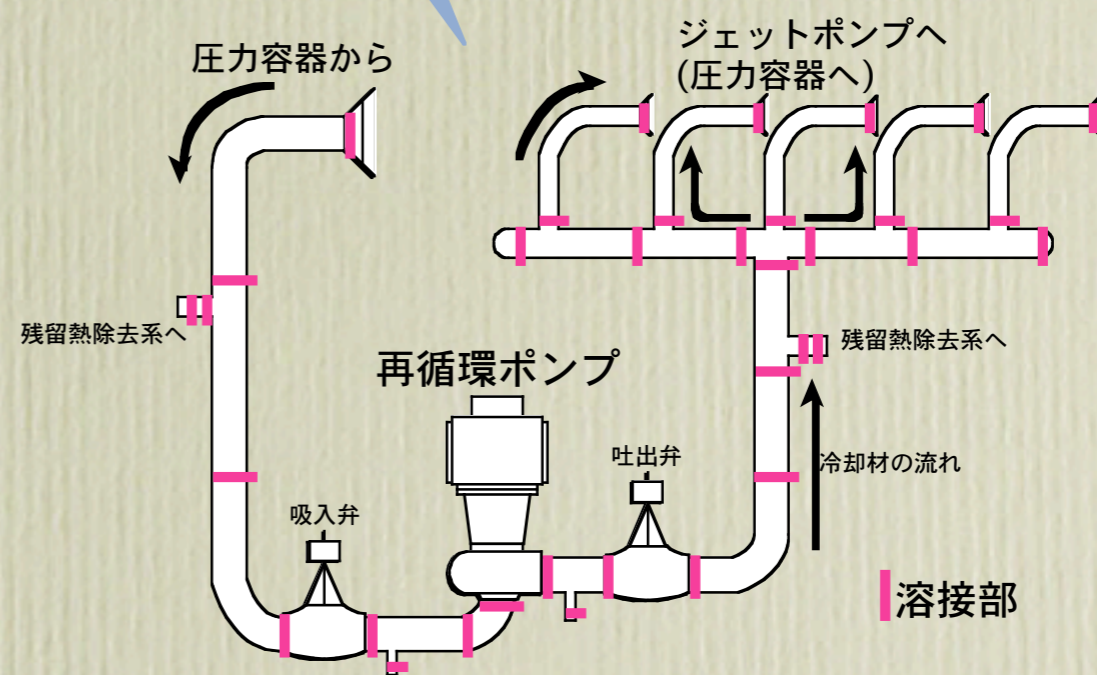 圧力容器から
ジェットポンプへ
(圧力容器へ)
残留熱除去系へ
残留熱除去系へ
再循環ポンプ
吐出弁
冷却材の流れ
吸入弁
溶接部